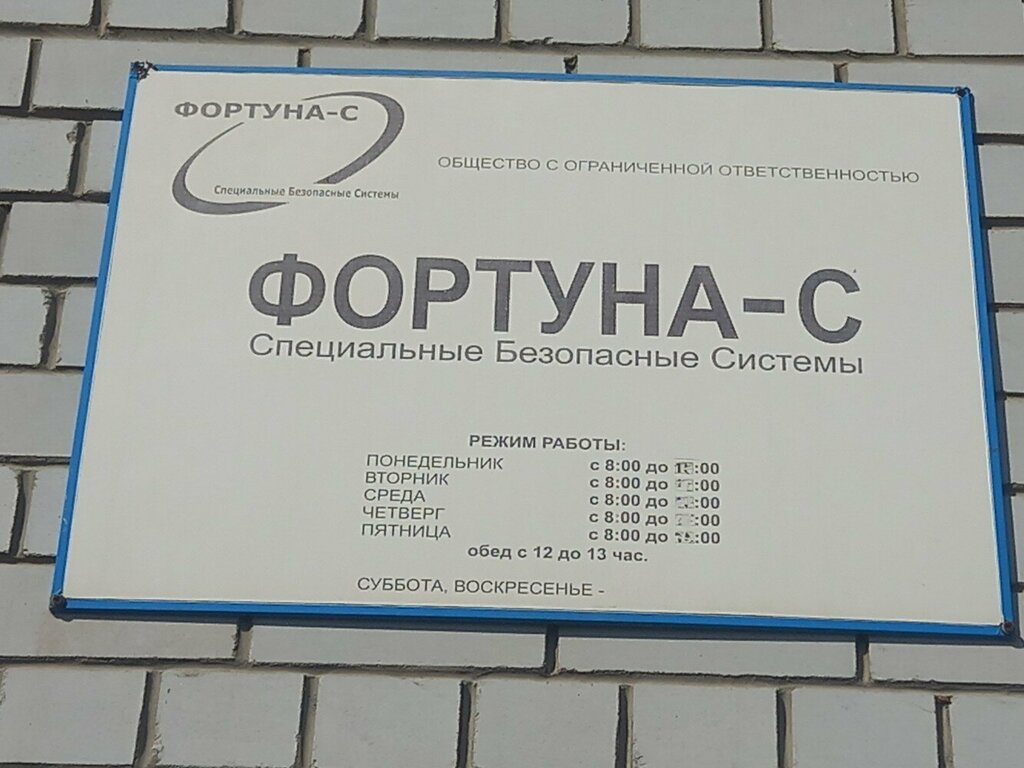 ФОРТУНА-С
Специальные Безопасные Системы
ОБЩЕСТВО С ОГРАНИЧЕННОЙ ОТВЕТСТВЕННОСТЬЮ
ФОРТУНА-С
Специальные Безопасные Системы
РЕЖИМ РАБОТЫ:
ПОНЕДЕЛЬНИК с 8:00 до
ВТОРНИК с 8:00 до
СРЕДА с 8:00 до
ЧЕТВЕРГ с 8:00 до
ПЯТНИЦА с 8:00 до
обед с 12 до 13 час.
СУББОТА, ВОСКРЕСЕНЬЕ -